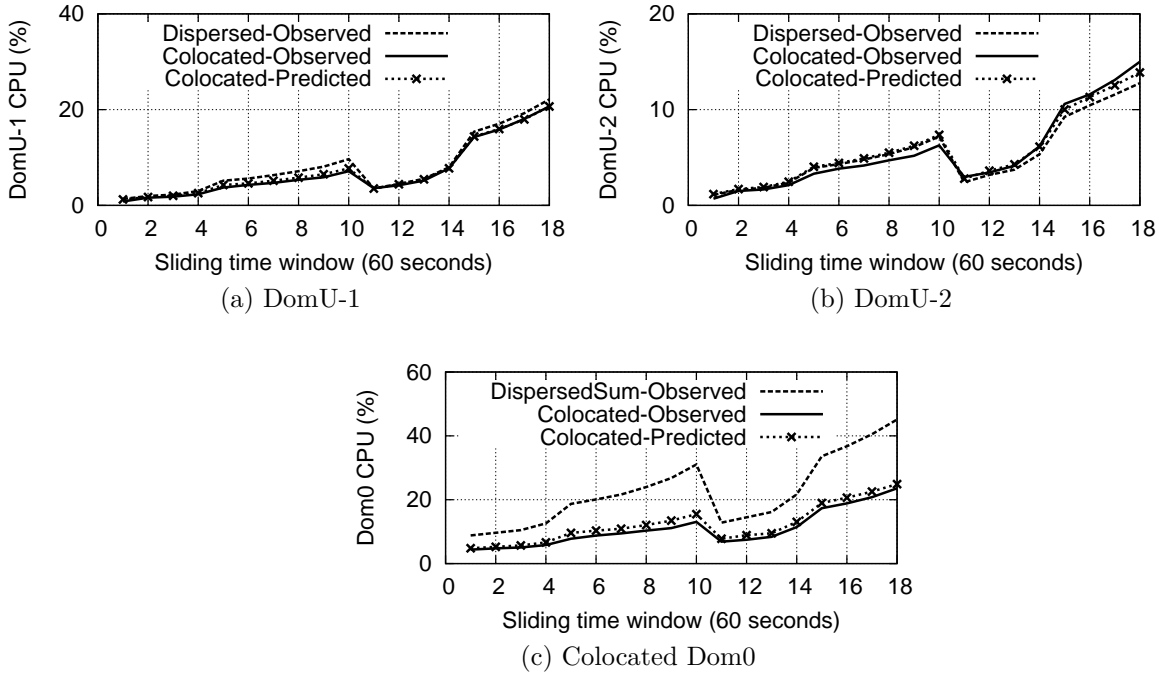 40
20
0
DomU-1 CPU (%)
Dispersed-Observed
Colocated-Observed
Colocated-Predicted
0 2 4 6 8 10 12 14 16 18
Sliding time window (60 seconds)
(a) DomU-1
20
10
0
DomU-2 CPU (%)
Dispersed-Observed
Colocated-Observed
Colocated-Predicted
0 2 4 6 8 10 12 14 16 18
Sliding time window (60 seconds)
(b) DomU-2
60
40
20
0
Dom0 CPU (%)
DispersedSum-Observed
Colocated-Observed
Colocated-Predicted
0 2 4 6 8 10 12 14 16 18
Sliding time window (60 seconds)
(c) Colocated Dom0